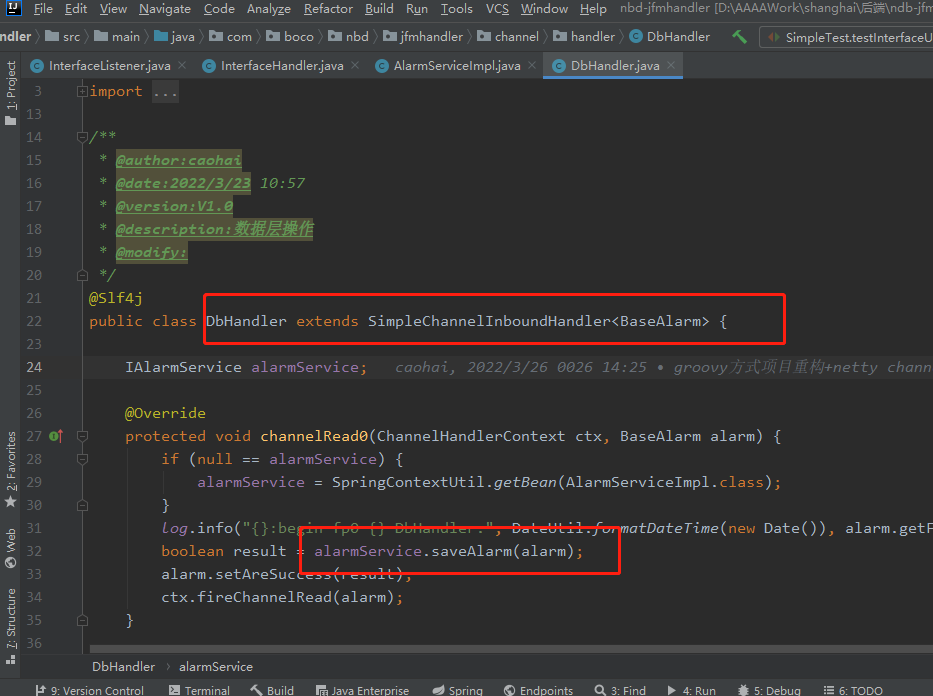 File Edit View Navigate Code Analyze Refactor Build Run Tools VCS Window Help nbd-jfmhandler [D:\AAAAWork\shanghai\后端\ndb-jfm
ndler src main java com boco nbd jfmhandler channel handler DbHandler SimpleTest.testInterfaceU
InterfaceListener.java InterfaceHandler.java AlarmServiceImpl.java DbHandler.java
1: Project
2: Favorites
Web
7: Structure
3 import ...
13
14 /**
15 * @author:caohai
16 * @date:2022/3/23 10:57
17 * @version:V1.0
18 * @description:数据层操作
19 * @modify:
20 */
21 @Slf4j
22 public class DbHandler extends SimpleChannelInboundHandler<BaseAlarm> {
23
24 IAlarmService alarmService; caohai, 2022/3/26 0026 14:25 • groovy方式项目重构+netty chann
25
26 @Override
27 protected void channelRead0(ChannelHandlerContext ctx, BaseAlarm alarm) {
28 if (null == alarmService) {
29 alarmService = SpringContextUtil.getBean(AlarmServiceImpl.class);
30 }
31 log.info("{}:begin fp0 {} DbHandler.", DateUtil.formatDateTime(new Date()), alarm.getF
32 boolean result = alarmService.saveAlarm(alarm);
33 alarm.setAreSuccess(result);
34 ctx.fireChannelRead(alarm);
35 }
36
DbHandler › alarmService
9: Version Control Terminal Build Java Enterprise Spring Endpoints 3: Find 4: Run 5: Debug 6: TODO